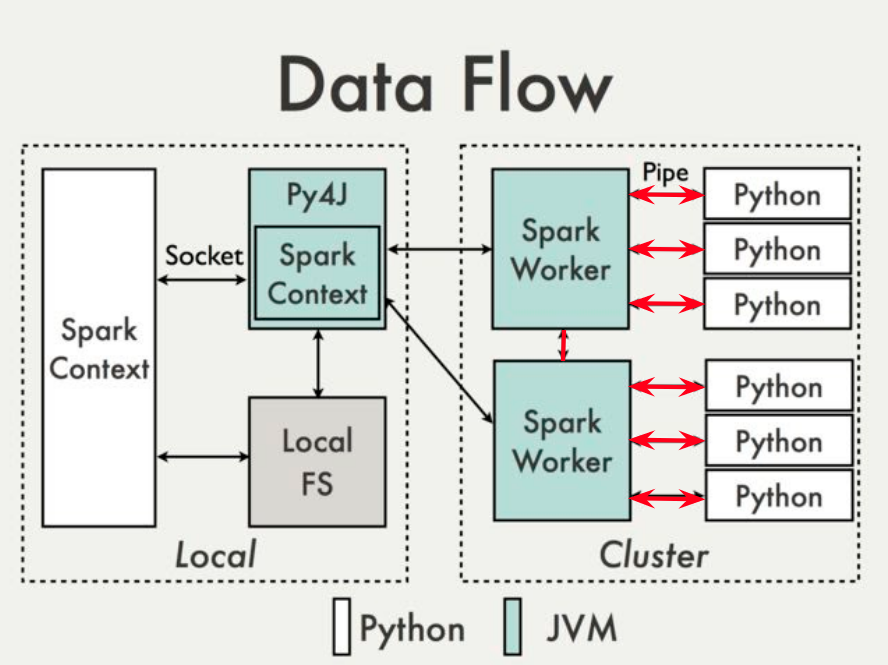 Data Flow
Spark
Context
Socket
Py4J
Spark
Context
Local
FS
Local
Spark
Worker
Pipe
Python
Python
Python
Spark
Worker
Python
Python
Python
Cluster
Python
JVM